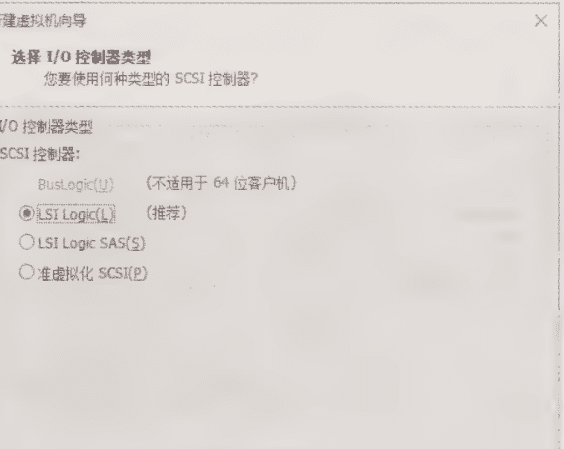 新建虚拟机向导
选择 I/O 控制器类型
您要使用何种类型的 SCSI 控制器?
I/O 控制器类型
SCSI 控制器:
BusLogic(U) (不适用于 64 位客户机)
LSI Logic(L) (推荐)
LSI Logic SAS(S)
准虚拟化 SCSI(P)